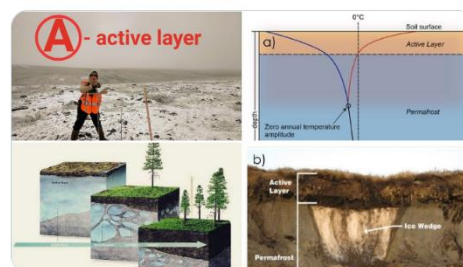 A - active layer
a)
0°C
Soil surface
Active Layer
depth
Permafrost
Zero annual temperature
amplitude
b)
Active
Layer
Ice Wedge
Permafrost